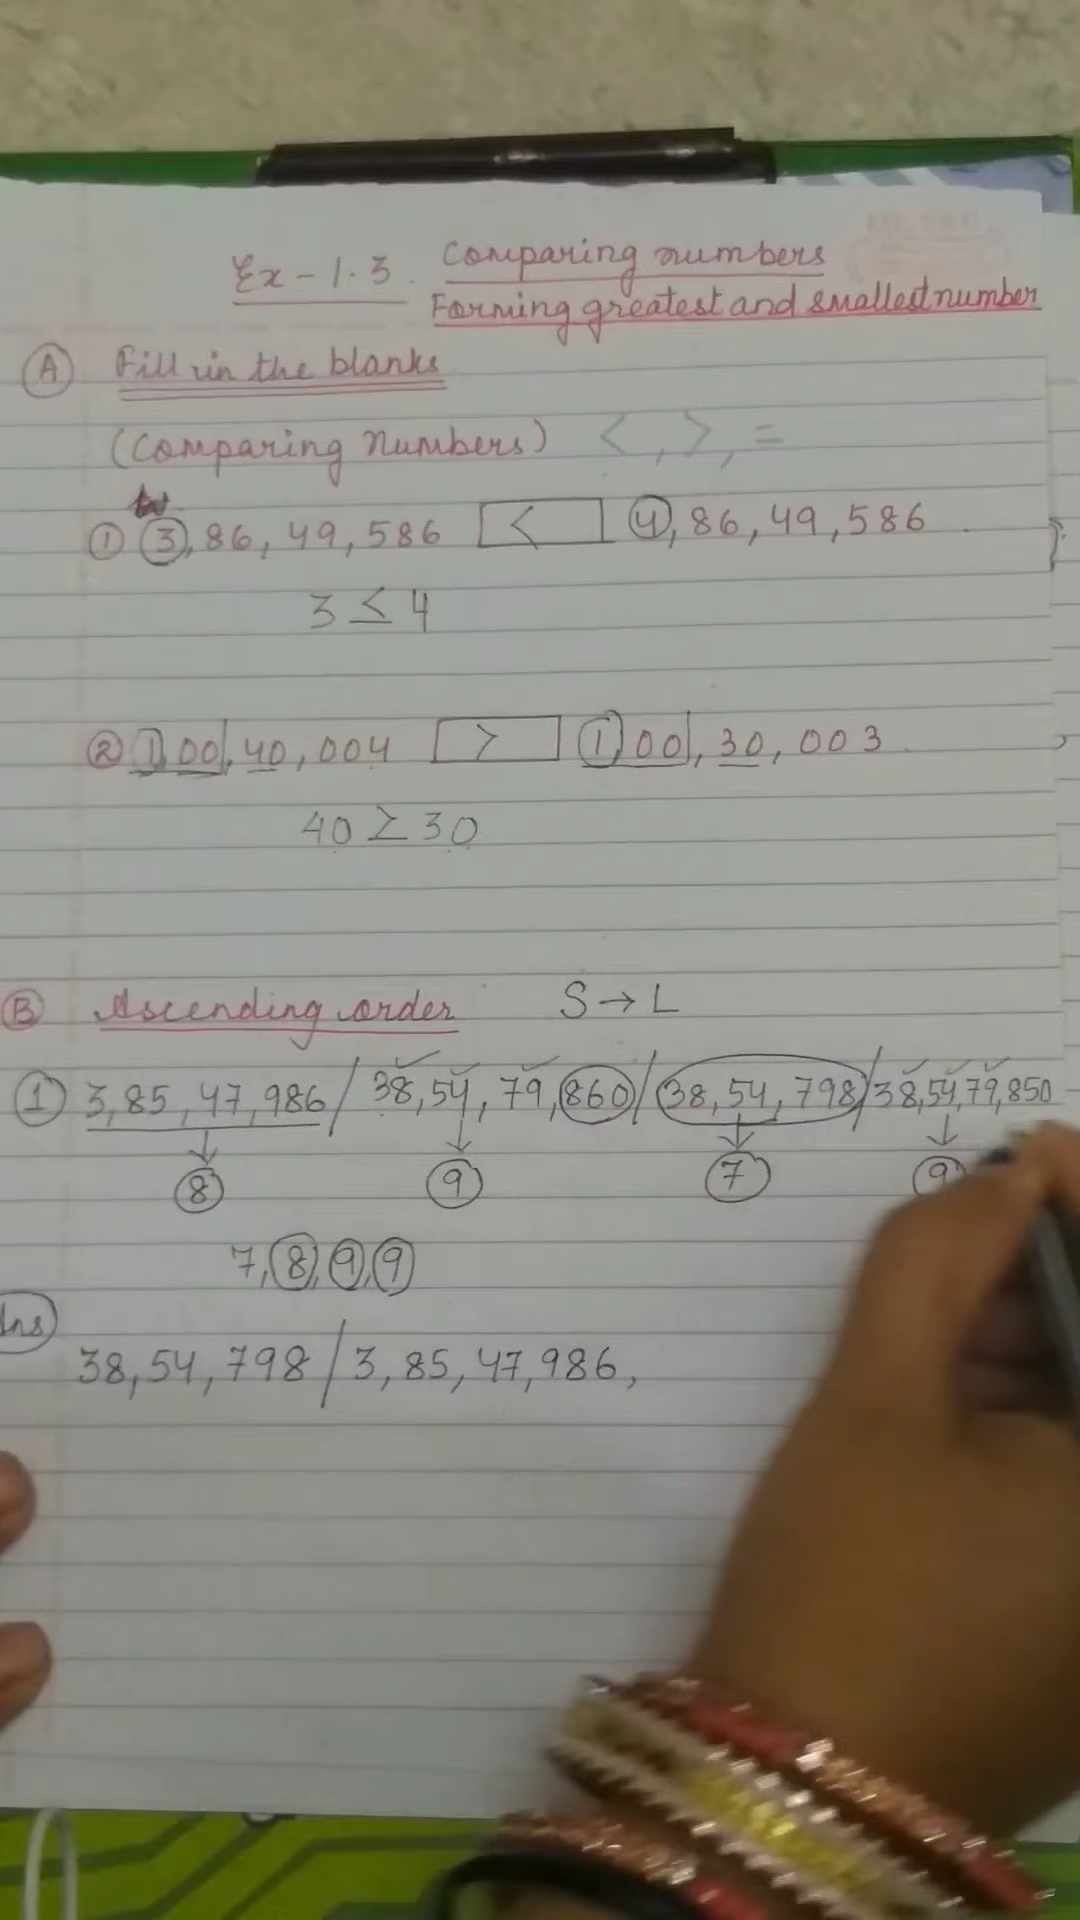 Ex-1.3. Comparing numbers
Forming greatest and smallest number
(A) Fill in the blanks
(Comparing Numbers) <, >, =
① 3,86,49,586 < 4,86,49,586
3 < 4
② 1,00,40,004 > 1,00,30,003
40 > 30
(B) Ascending order S → L
① 3,85,47,986 / 38,54,79,860 / 38,54,798 / 38,54,79,850
↓ ↓ ↓ ↓
8 9 7 9
7, 8, 9, 9
Ans
38,54,798 / 3,85,47,986,